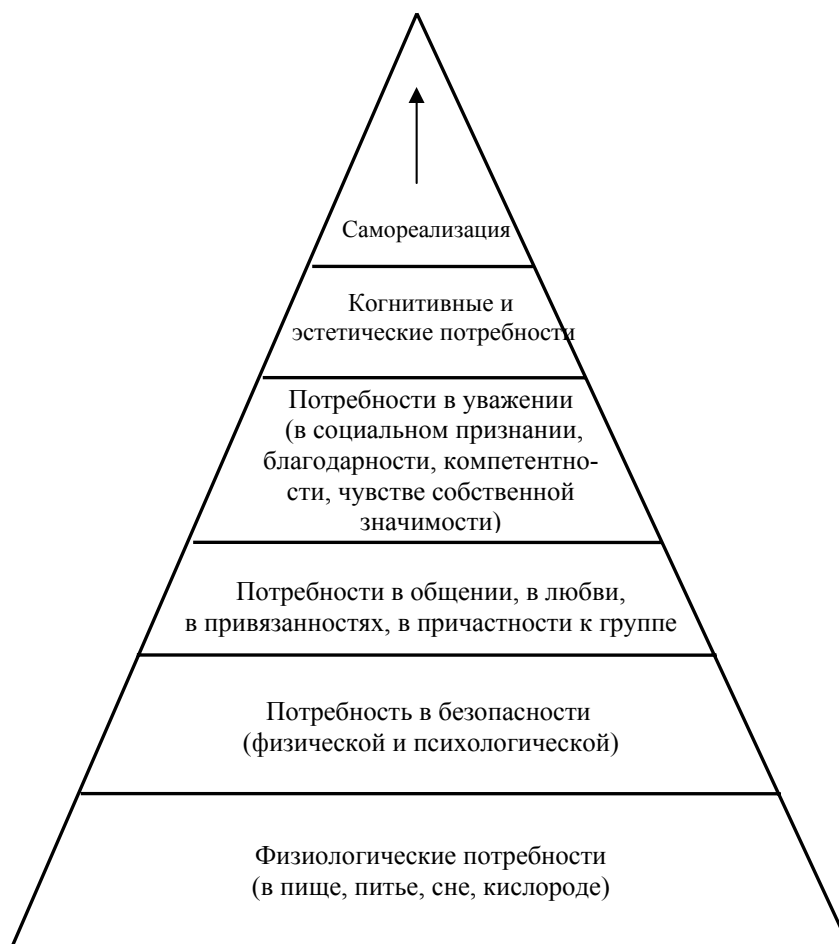 Самореализация
Когнитивные и
эстетические потребности
Потребности в уважении
(в социальном признании,
благодарности, компетентно-
сти, чувстве собственной
значимости)
Потребности в общении, в любви,
в привязанностях, в причастности к группе
Потребность в безопасности
(физической и психологической)
Физиологические потребности
(в пище, питье, сне, кислороде)